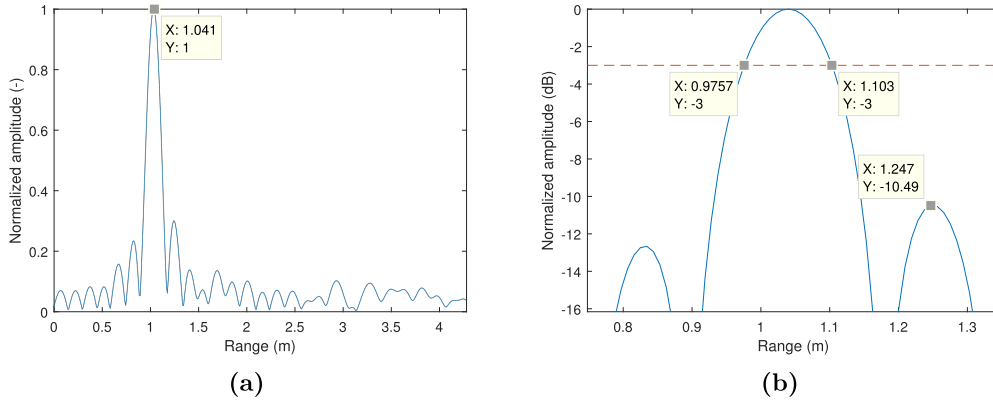 1
0.8
0.6
0.4
0.2
0
Normalized amplitude (-)
X: 1.041
Y: 1
0 0.5 1 1.5 2 2.5 3 3.5 4
Range (m)
(a)
0
-2
-4
-6
-8
-10
-12
-14
-16
Normalized amplitude (dB)
X: 0.9757
Y: -3
X: 1.103
Y: -3
X: 1.247
Y: -10.49
0.8 0.9 1 1.1 1.2 1.3
Range (m)
(b)